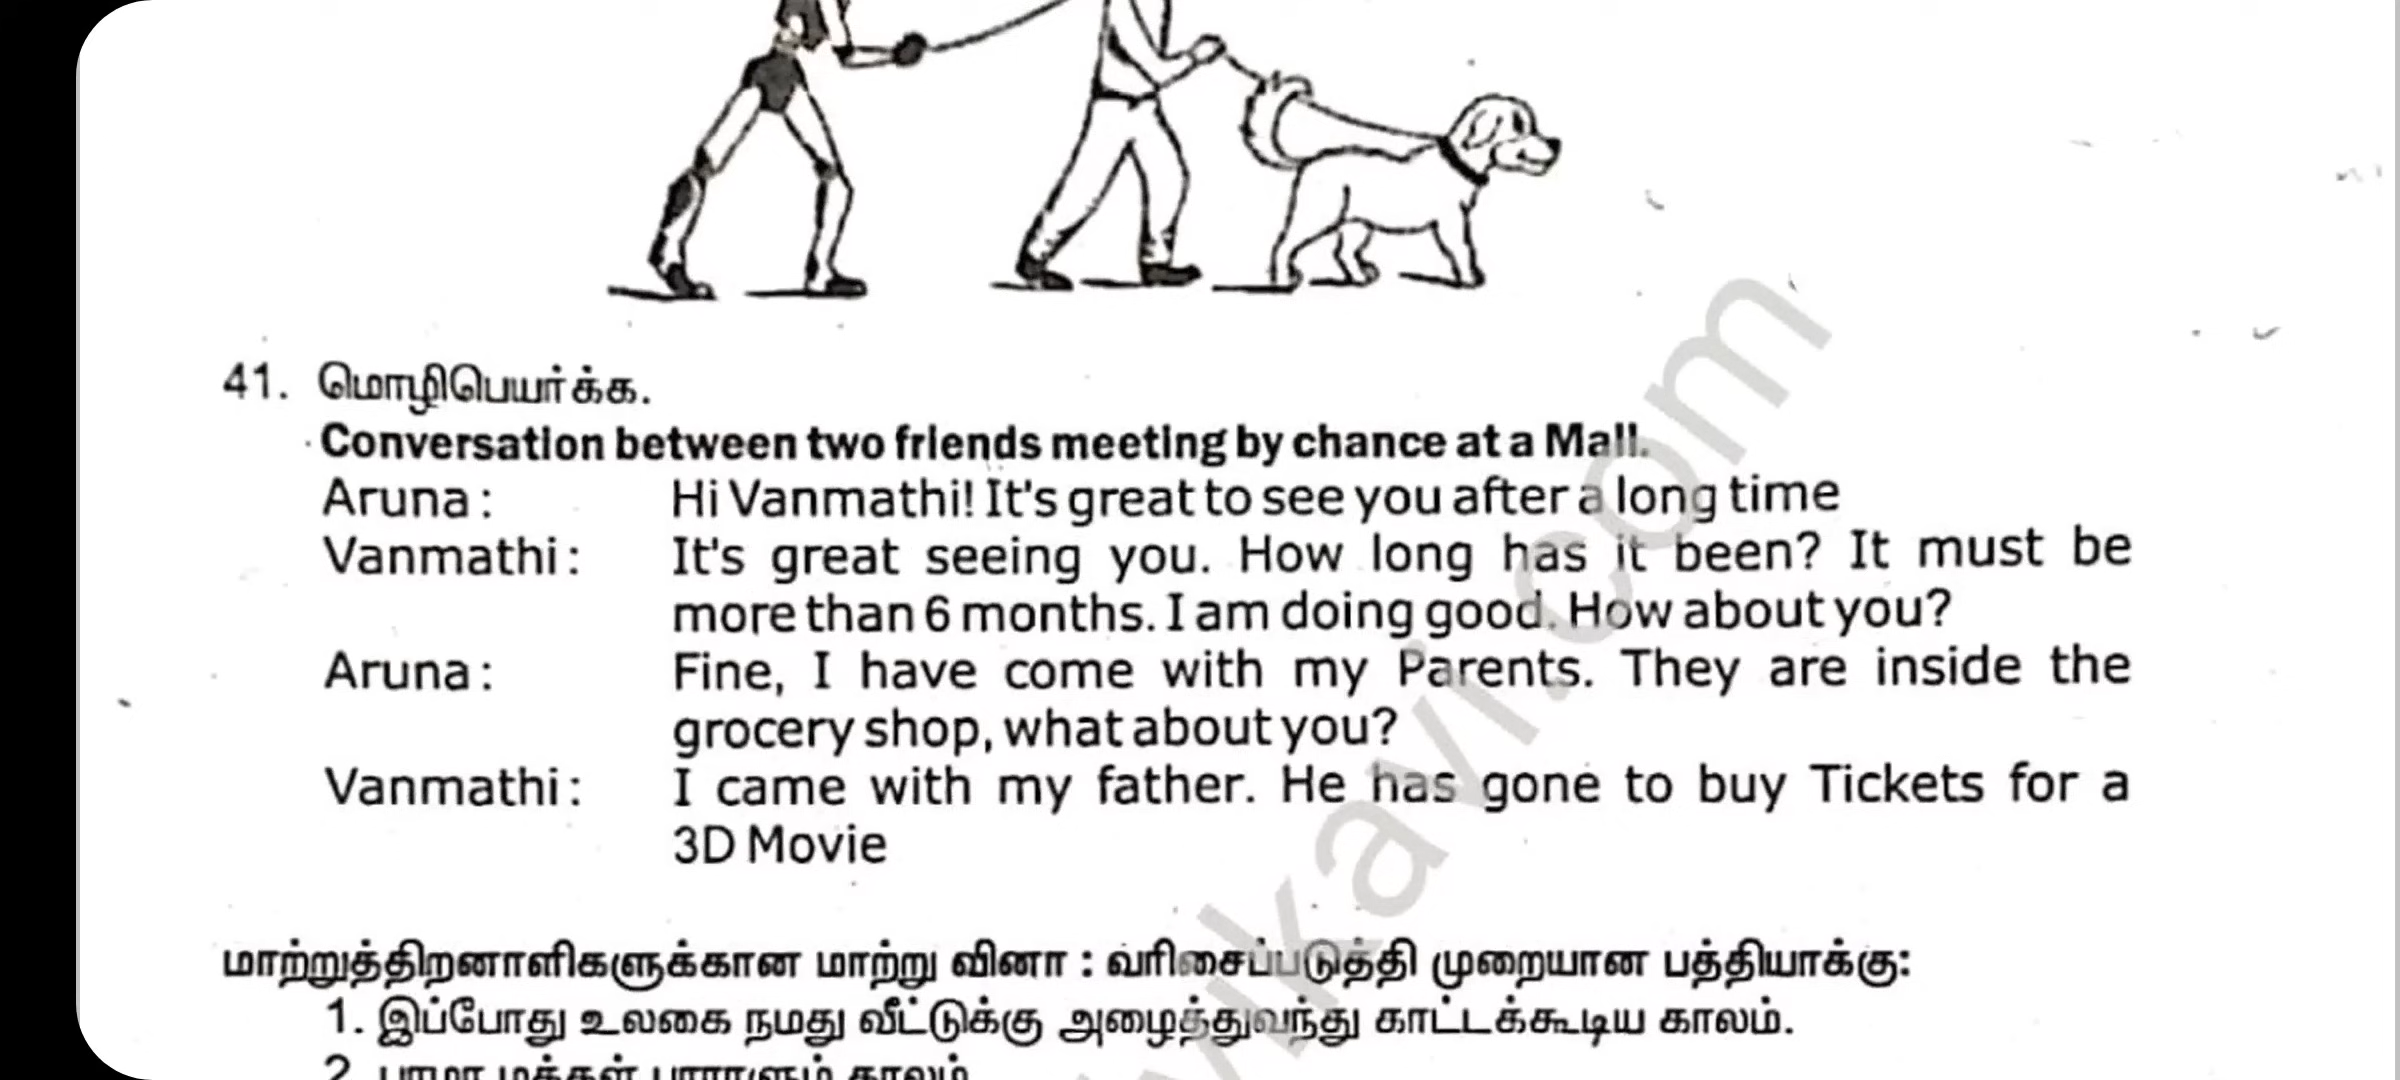 41. மொழிபெயர்க்க.
Conversation between two friends meeting by chance at a Mall.
Aruna : Hi Vanmathi! It's great to see you after a long time
Vanmathi : It's great seeing you. How long has it been? It must be
more than 6 months. I am doing good. How about you?
Aruna : Fine, I have come with my Parents. They are inside the
grocery shop, what about you?
Vanmathi : I came with my father. He has gone to buy Tickets for a
3D Movie
மாற்றுத்திறனாளிகளுக்கான மாற்று வினா : வரிசைப்படுத்தி முறையான பத்தியாக்கு:
1. இப்போது உலகை நமது வீட்டுக்கு அழைத்துவந்து காட்டக்கூடிய காலம்.
2. பாமர மக்கள் பாராளும் காலம்
vikavi.com